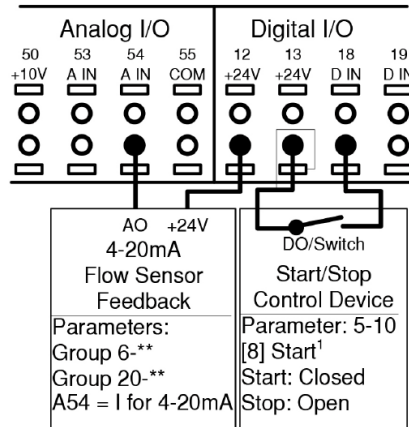 Analog I/O
Digital I/O
50 53 54 55 12 13 18 19
+10V A IN A IN COM +24V +24V D IN D IN
AO +24V
4-20mA
Flow Sensor
Feedback
Parameters:
Group 6-**
Group 20-**
A54 = I for 4-20mA
DO/Switch
Start/Stop
Control Device
Parameter: 5-10
[8] Start¹
Start: Closed
Stop: Open